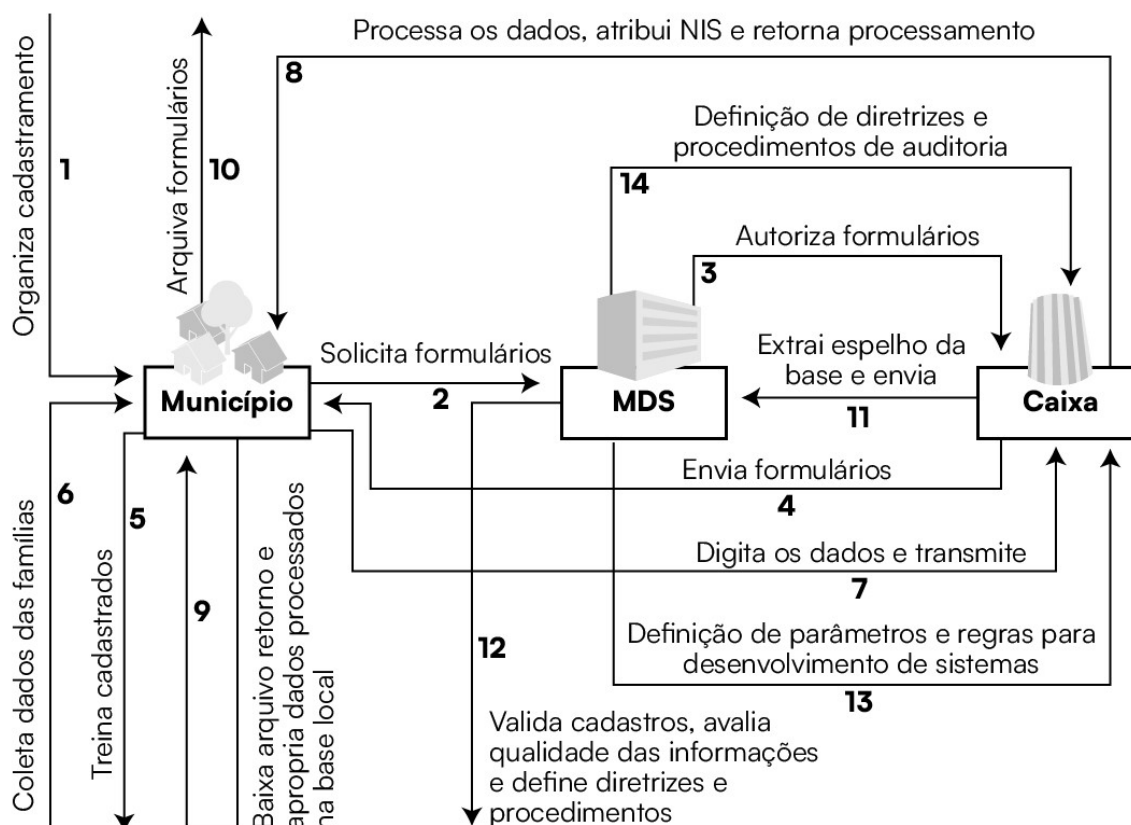 Processa os dados, atribui NIS e retorna processamento
8
Definição de diretrizes e
procedimentos de auditoria
14
Organiza cadastramento
1
Arquiva formulários
10
Autoriza formulários
3
Solicita formulários
2
Extrai espelho da
base e envia
11
Município
MDS
Caixa
Envia formulários
4
Coleta dados das famílias
6
Treina cadastrados
5
9
Baixa arquivo retorno e
apropria dados processados
na base local
Digita os dados e transmite
7
12
Definição de parâmetros e regras para
desenvolvimento de sistemas
13
Valida cadastros, avalia
qualidade das informações
e define diretrizes e
procedimentos